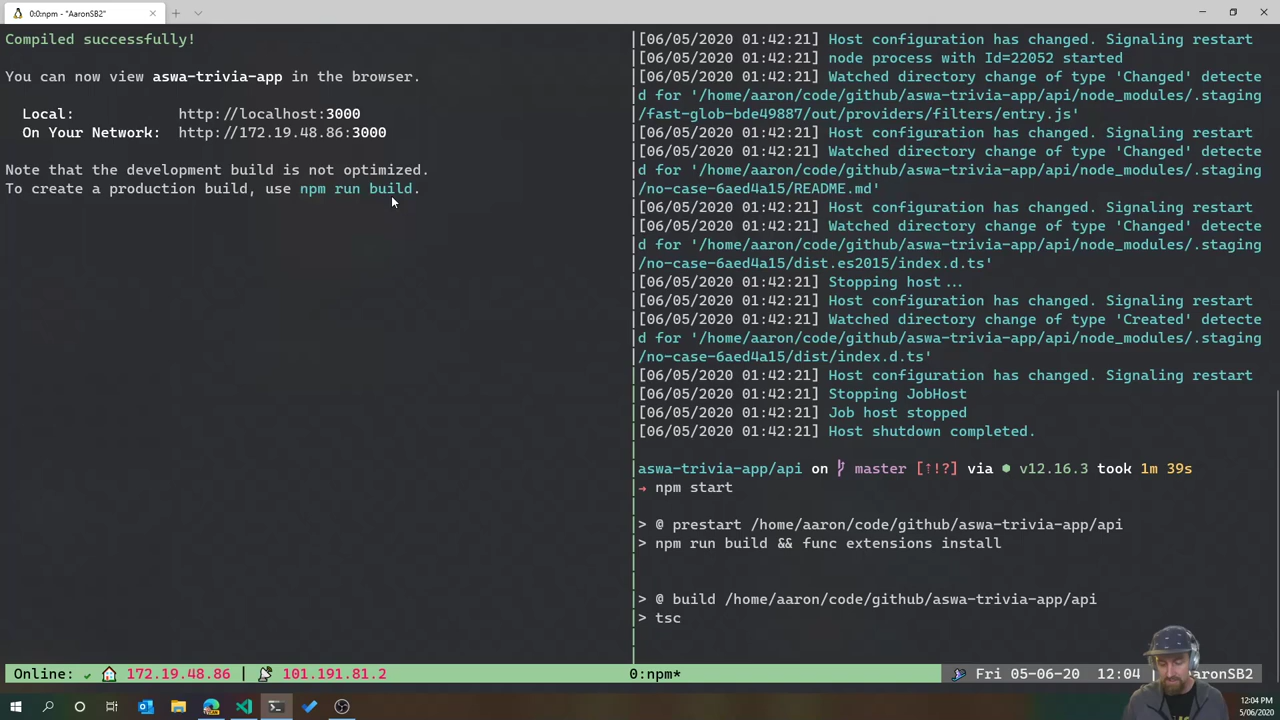 0:0:npm - "AaronSB2"
Compiled successfully!
You can now view aswa-trivia-app in the browser.
Local: http://localhost:3000
On Your Network: http://172.19.48.86:3000
Note that the development build is not optimized.
To create a production build, use npm run build.
[06/05/2020 01:42:21] Host configuration has changed. Signaling restart
[06/05/2020 01:42:21] node process with Id=22052 started
[06/05/2020 01:42:21] Watched directory change of type 'Changed' detecte
d for '/home/aaron/code/github/aswa-trivia-app/api/node_modules/.staging
/fast-glob-bde49887/out/providers/filters/entry.js'
[06/05/2020 01:42:21] Host configuration has changed. Signaling restart
[06/05/2020 01:42:21] Watched directory change of type 'Changed' detecte
d for '/home/aaron/code/github/aswa-trivia-app/api/node_modules/.staging
/no-case-6aed4a15/README.md'
[06/05/2020 01:42:21] Host configuration has changed. Signaling restart
[06/05/2020 01:42:21] Watched directory change of type 'Changed' detecte
d for '/home/aaron/code/github/aswa-trivia-app/api/node_modules/.staging
/no-case-6aed4a15/dist.es2015/index.d.ts'
[06/05/2020 01:42:21] Stopping host...
[06/05/2020 01:42:21] Host configuration has changed. Signaling restart
[06/05/2020 01:42:21] Watched directory change of type 'Created' detecte
d for '/home/aaron/code/github/aswa-trivia-app/api/node_modules/.staging
/no-case-6aed4a15/dist/index.d.ts'
[06/05/2020 01:42:21] Host configuration has changed. Signaling restart
[06/05/2020 01:42:21] Stopping JobHost
[06/05/2020 01:42:21] Job host stopped
[06/05/2020 01:42:21] Host shutdown completed.
aswa-trivia-app/api on master [⇡!?] via ⬢ v12.16.3 took 1m 39s
→ npm start
> @ prestart /home/aaron/code/github/aswa-trivia-app/api
> npm run build && func extensions install
> @ build /home/aaron/code/github/aswa-trivia-app/api
> tsc
Online: ✓ 172.19.48.86 | 101.191.81.2 0:npm* Fri 05-06-20 12:04 | AaronSB2
12:04 PM
5/06/2020